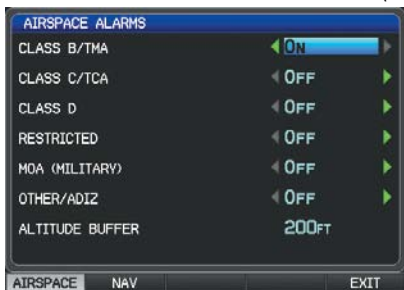 AIRSPACE ALARMS
CLASS B/TMA ON
CLASS C/TCA OFF
CLASS D OFF
RESTRICTED OFF
MOA (MILITARY) OFF
OTHER/ADIZ OFF
ALTITUDE BUFFER 200FT
AIRSPACE NAV EXIT